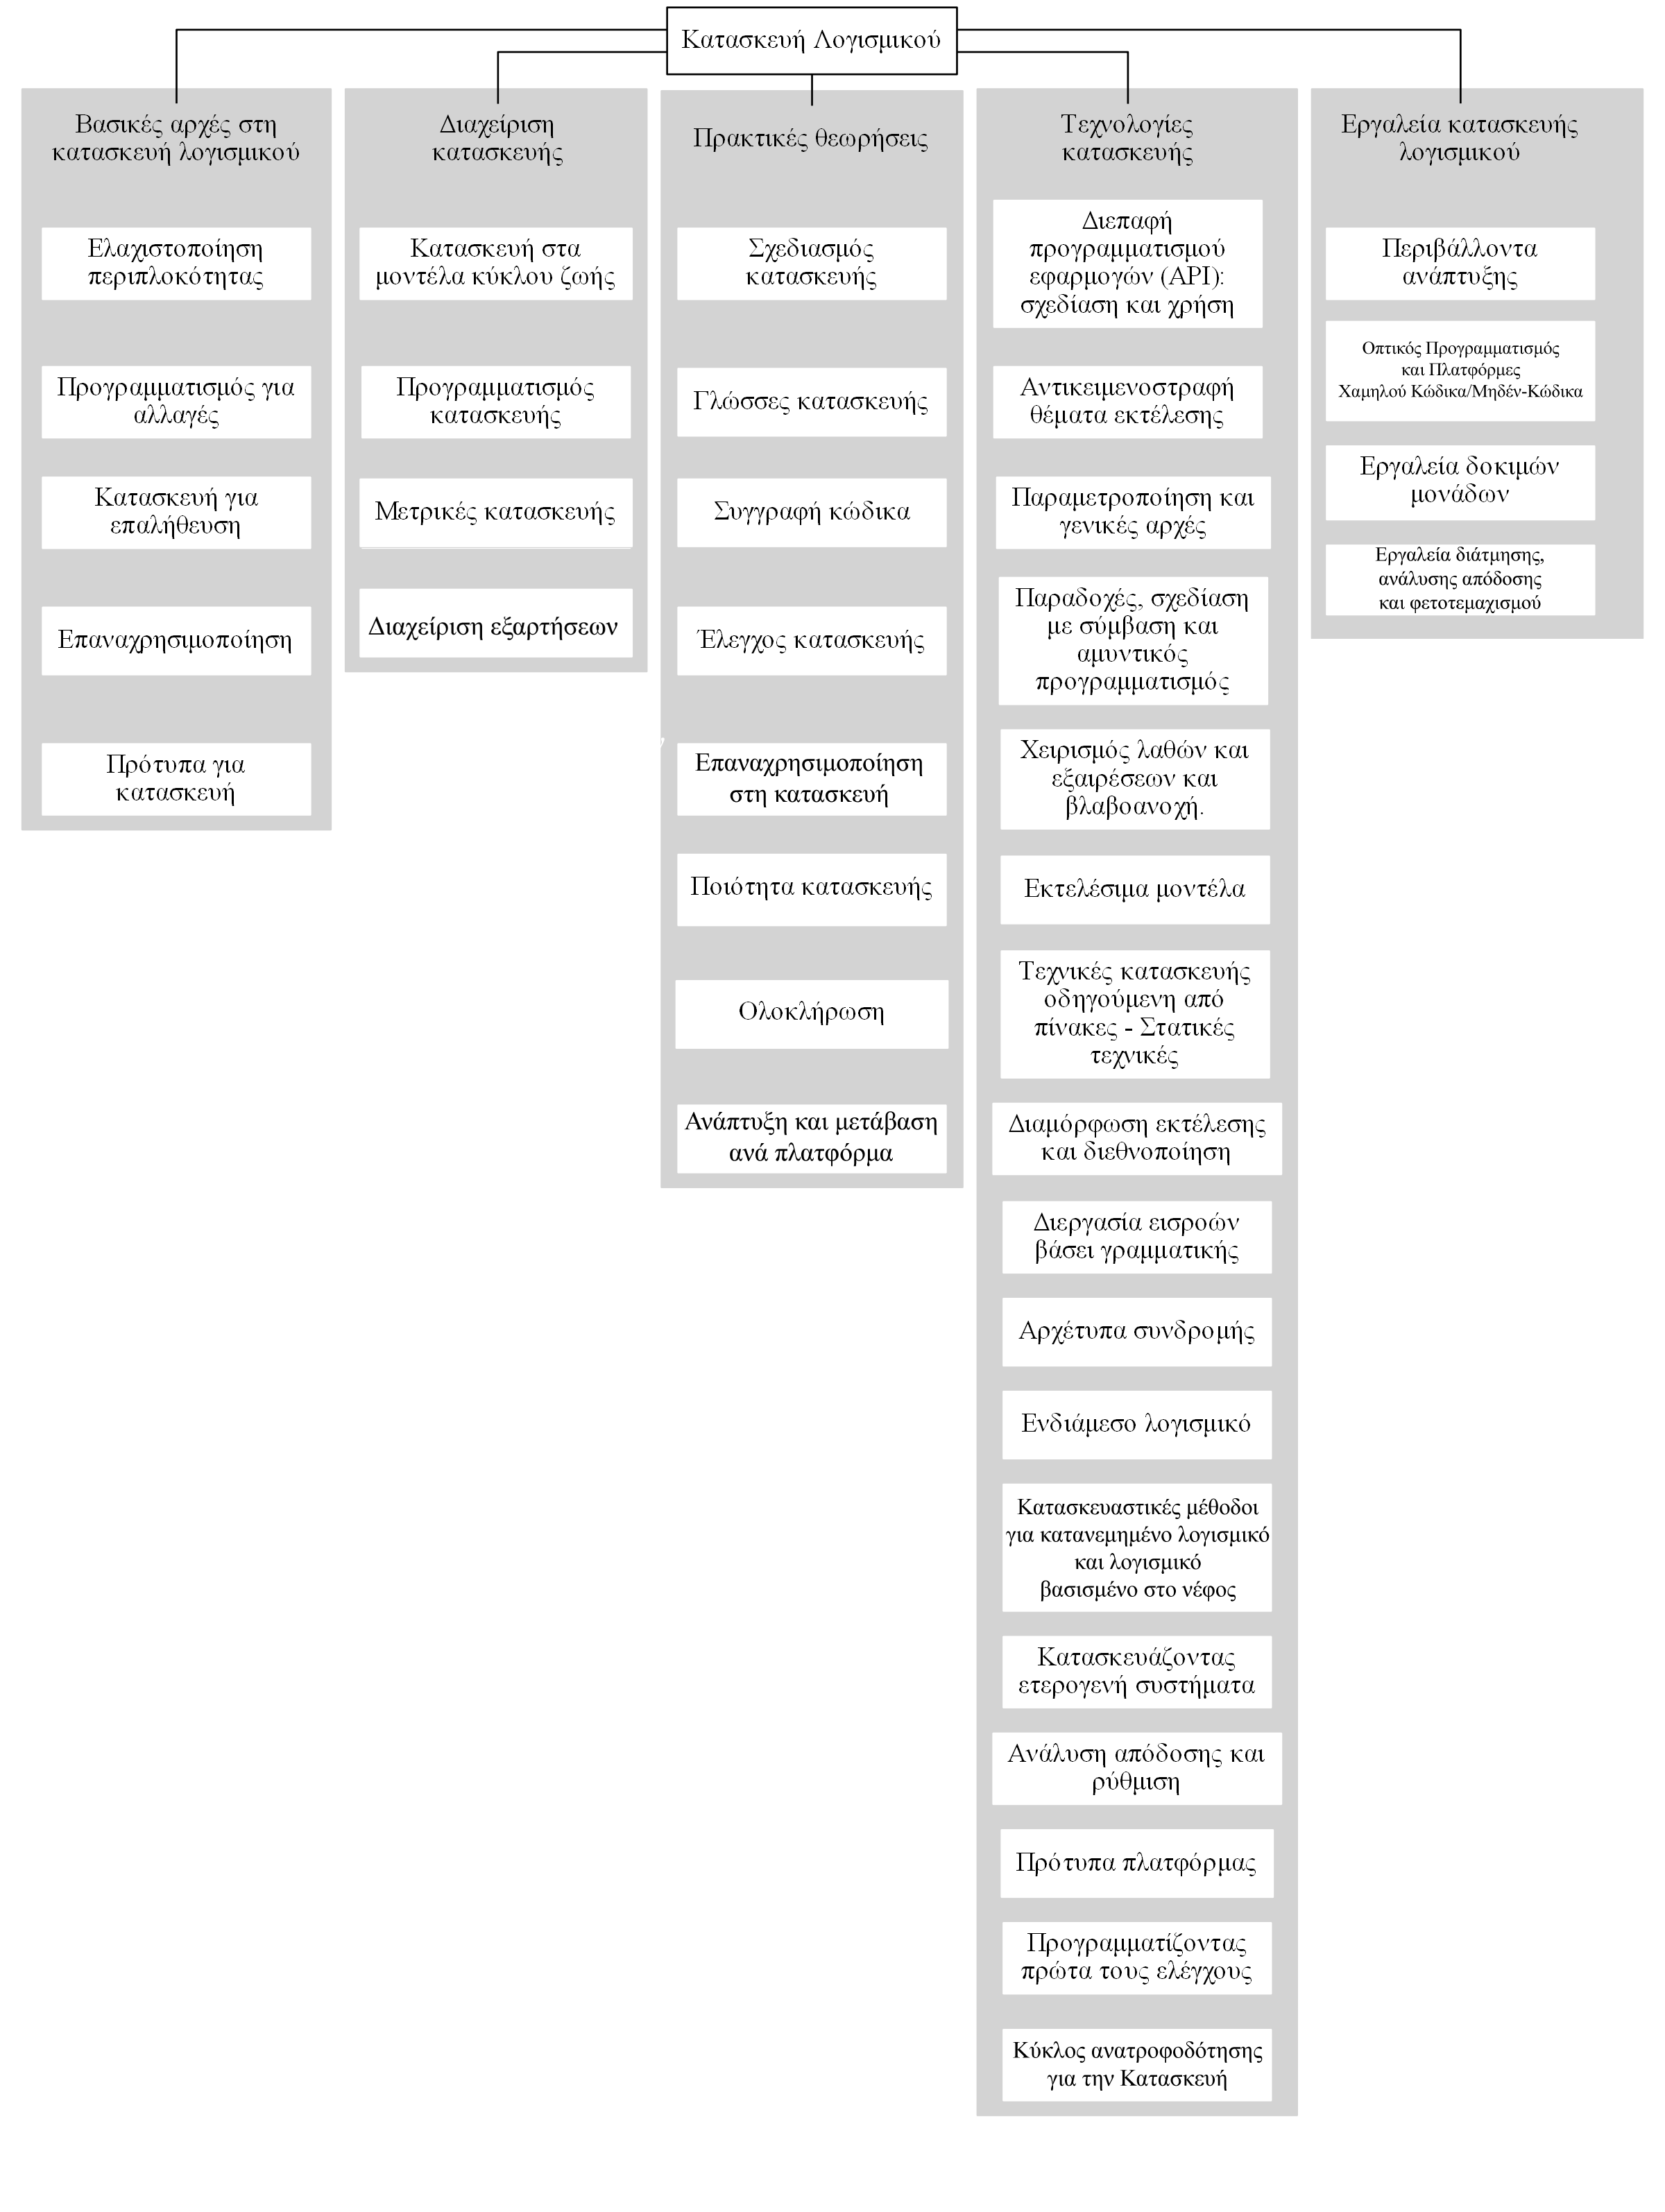 Κατασκευή Λογισμικού
Βασικές αρχές στη
κατασκευή λογισμικού
Ελαχιστοποίηση
περιπλοκότητας
Προγραμματισμός για
αλλαγές
Κατασκευή για
επαλήθευση
Επαναχρησιμοποίηση
Πρότυπα για
κατασκευή
Διαχείριση
κατασκευής
Κατασκευή στα
μοντέλα κύκλου ζωής
Προγραμματισμός
κατασκευής
Μετρικές κατασκευής
Διαχείριση εξαρτήσεων
Πρακτικές θεωρήσεις
Σχεδιασμός
κατασκευής
Γλώσσες κατασκευής
Συγγραφή κώδικα
Έλεγχος κατασκευής
Επαναχρησιμοποίηση
στη κατασκευή
Ποιότητα κατασκευής
Ολοκλήρωση
Ανάπτυξη και μετάβαση
ανά πλατφόρμα
Τεχνολογίες
κατασκευής
Διεπαφή
προγραμματισμού
εφαρμογών (API):
σχεδίαση και χρήση
Αντικειμενοστραφή
θέματα εκτέλεσης
Παραμετροποίηση και
γενικές αρχές
Παραδοχές, σχεδίαση
με σύμβαση και
αμυντικός
προγραμματισμός
Χειρισμός λαθών και
εξαιρέσεων και
βλαβοανοχή.
Εκτελέσιμα μοντέλα
Τεχνικές κατασκευής
οδηγούμενη από
πίνακες - Στατικές
τεχνικές
Διαμόρφωση εκτέλεσης
και διεθνοποίηση
Διεργασία εισροών
βάσει γραμματικής
Αρχέτυπα συνδρομής
Ενδιάμεσο λογισμικό
Κατασκευαστικές μέθοδοι
για κατανεμημένο λογισμικό
και λογισμικό
βασισμένο στο νέφος
Κατασκευάζοντας
ετερογενή συστήματα
Ανάλυση απόδοσης και
ρύθμιση
Πρότυπα πλατφόρμας
Προγραμματίζοντας
πρώτα τους ελέγχους
Κύκλος ανατροφοδότησης
για την Κατασκευή
Εργαλεία κατασκευής
λογισμικού
Περιβάλλοντα
ανάπτυξης
Οπτικός Προγραμματισμός
και Πλατφόρμες
Χαμηλού Κώδικα/Μηδέν-Κώδικα
Εργαλεία δοκιμών
μονάδων
Εργαλεία διάτμησης,
ανάλυσης απόδοσης
και φετοτεμαχισμού